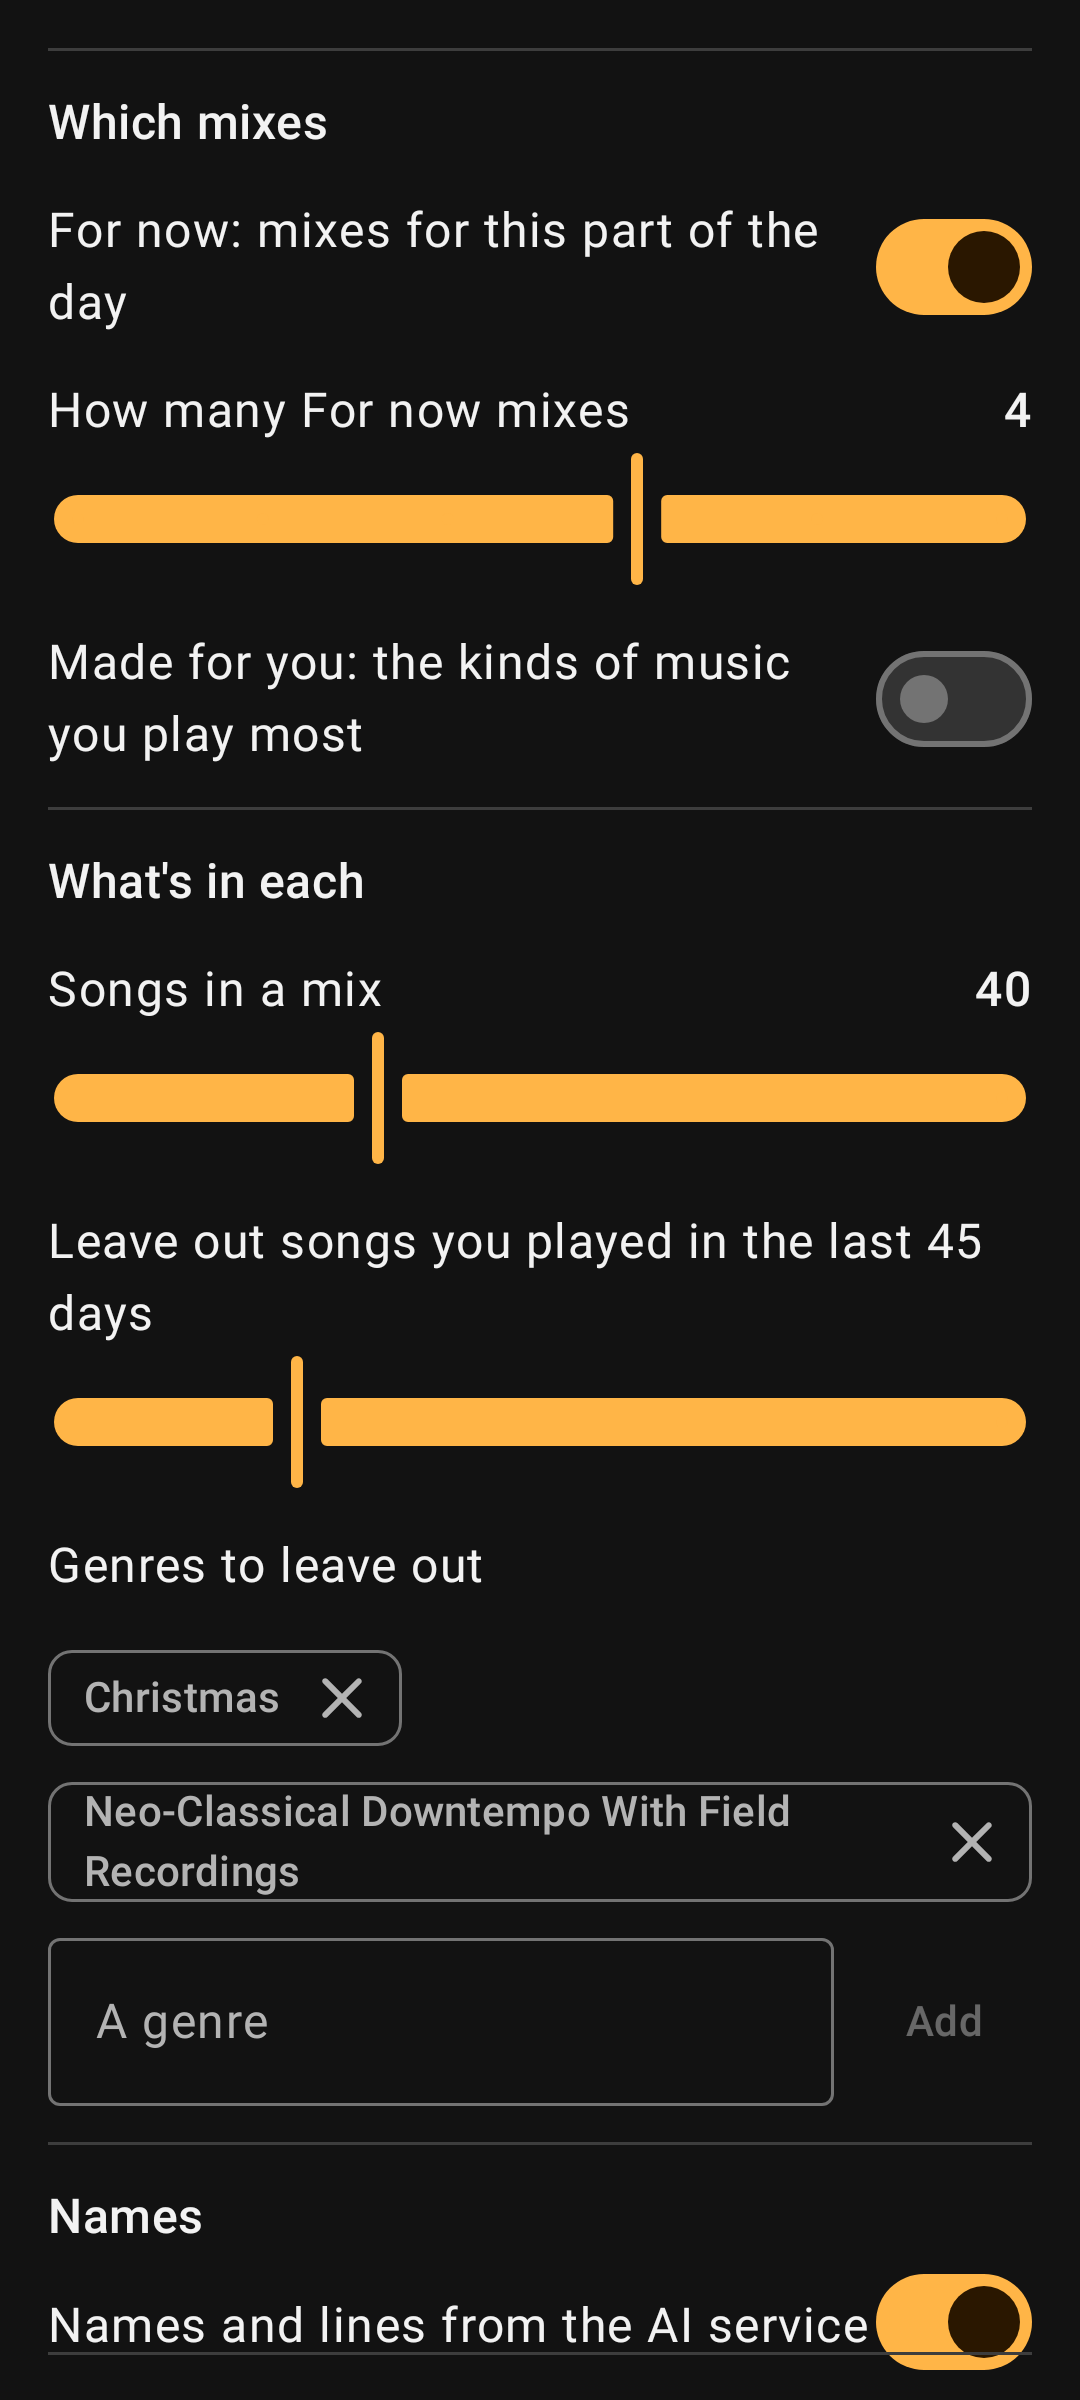 Which mixes
For now: mixes for this part of the
day
How many For now mixes 4
Made for you: the kinds of music
you play most
What's in each
Songs in a mix 40
Leave out songs you played in the last 45
days
Genres to leave out
Christmas
Neo-Classical Downtempo With Field
Recordings
A genre Add
Names
Names and lines from the AI service